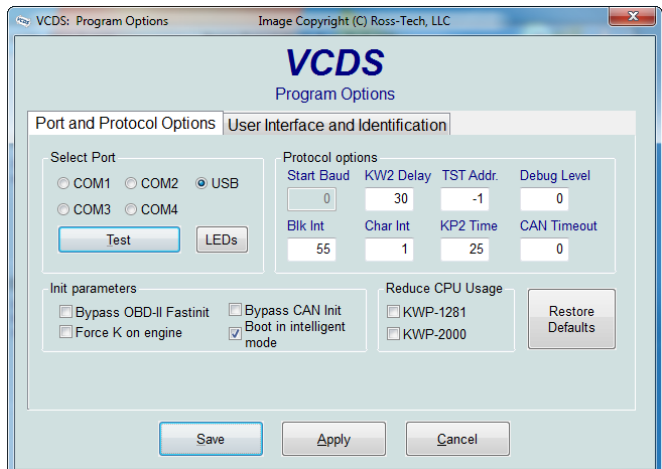 VCDS: Program Options Image Copyright (C) Ross-Tech, LLC
VCDS
Program Options
Port and Protocol Options User Interface and Identification
Select Port
COM1 COM2 USB
COM3 COM4
Test LEDs
Protocol options
Start Baud KW2 Delay TST Addr. Debug Level
0 30 -1 0
Blk Int Char Int KP2 Time CAN Timeout
55 1 25 0
Init parameters
Bypass OBD-II Fastinit Bypass CAN Init
Force K on engine Boot in intelligent
mode
Reduce CPU Usage
KWP-1281
KWP-2000
Restore
Defaults
Save Apply Cancel